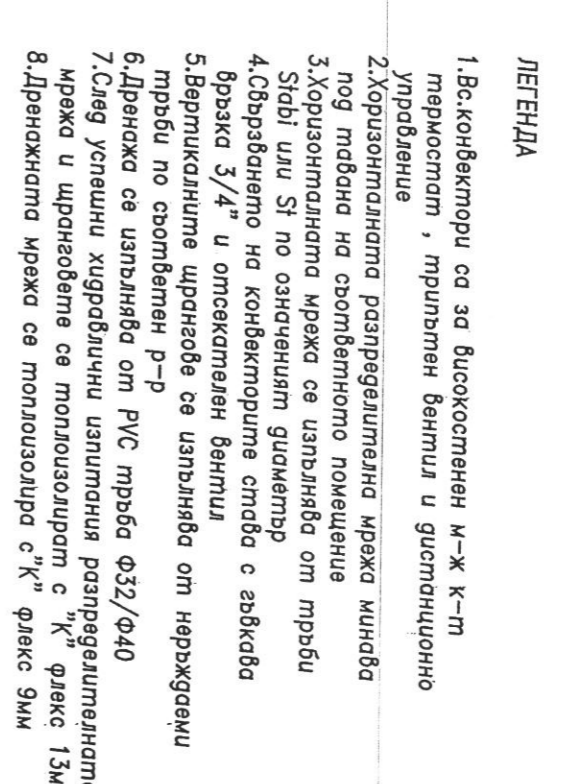 ЛЕГЕНДА
1.Вс.конвектори са за високостенен м-ж к-т
термостат , трипътен вентил и дистанционно
управление
2.Хоризонталната разпределителна мрежа минава
под тавана на съответното помещение
3.Хоризонталната мрежа се изпълнява от тръби
Stabi или St по означеният диаметър
4.Свързването на конвекторите става с гъвкава
връзка 3/4" и отсекателен вентил
5.Вертикалните щрангове се изпълнява от неръждаеми
тръби по съответен р-р
6.Дренажа се изпълнява от PVC тръба Ф32/Ф40
7.След успешни хидравлични изпитания разпределителнате
мрежа и щранговете се топлоизолират с "К" флекс 13м
8.Дренажната мрежа се топлоизолира с"К" флекс 9мм